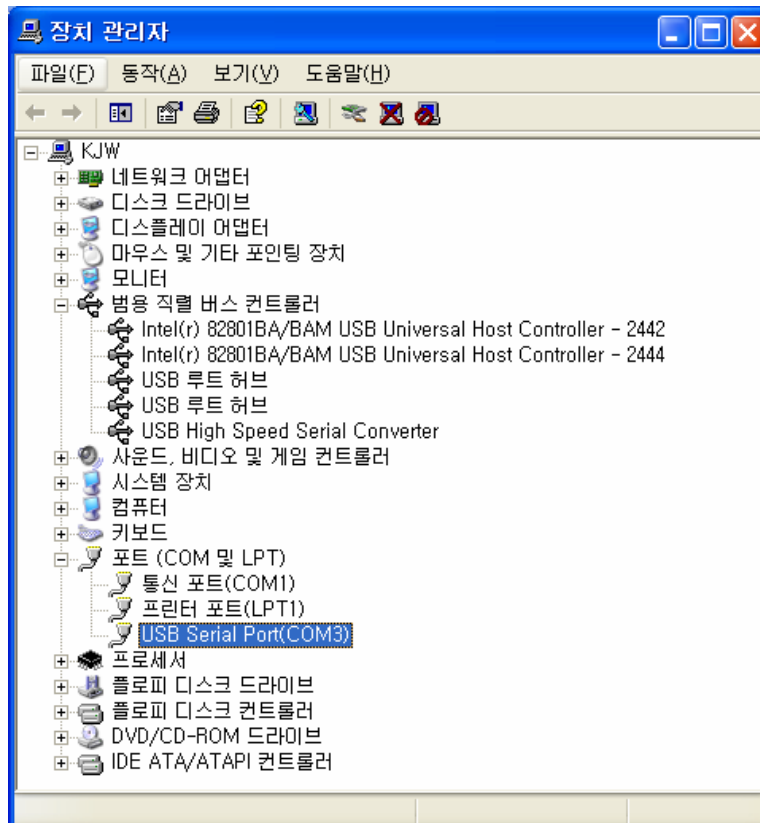 장치 관리자
파일(F) 동작(A) 보기(V) 도움말(H)
KJW
네트워크 어댑터
디스크 드라이브
디스플레이 어댑터
마우스 및 기타 포인팅 장치
모니터
범용 직렬 버스 컨트롤러
Intel(r) 82801BA/BAM USB Universal Host Controller - 2442
Intel(r) 82801BA/BAM USB Universal Host Controller - 2444
USB 루트 허브
USB 루트 허브
USB High Speed Serial Converter
사운드, 비디오 및 게임 컨트롤러
시스템 장치
컴퓨터
키보드
포트 (COM 및 LPT)
통신 포트(COM1)
프린터 포트(LPT1)
USB Serial Port(COM3)
프로세서
플로피 디스크 드라이브
플로피 디스크 컨트롤러
DVD/CD-ROM 드라이브
IDE ATA/ATAPI 컨트롤러